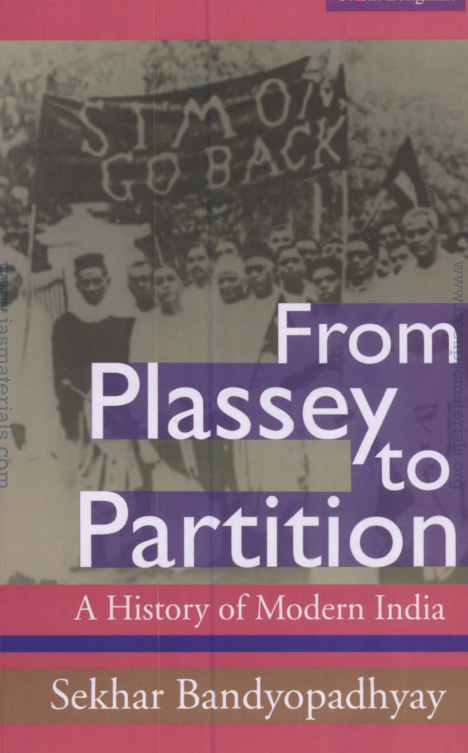 SIMON
GO BACK
From
Plassey
to
Partition
A History of Modern India
Sekhar Bandyopadhyay